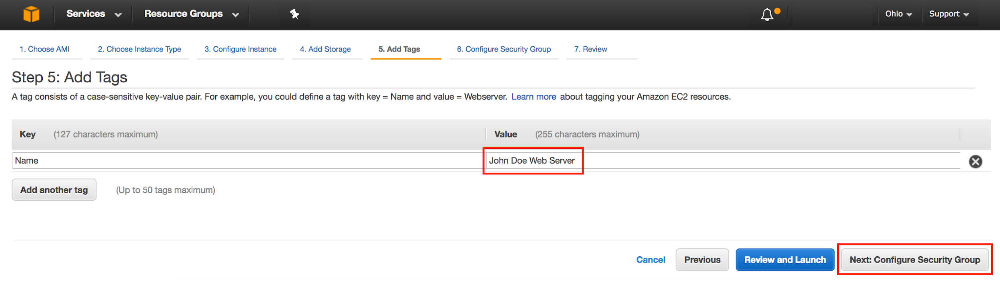 Services Resource Groups Ohio Support
1. Choose AMI 2. Choose Instance Type 3. Configure Instance 4. Add Storage 5. Add Tags 6. Configure Security Group 7. Review
Step 5: Add Tags
A tag consists of a case-sensitive key-value pair. For example, you could define a tag with key = Name and value = Webserver. Learn more about tagging your Amazon EC2 resources.
Key (127 characters maximum) Value (255 characters maximum)
Name John Doe Web Server
Add another tag (Up to 50 tags maximum)
Cancel Previous Review and Launch Next: Configure Security Group